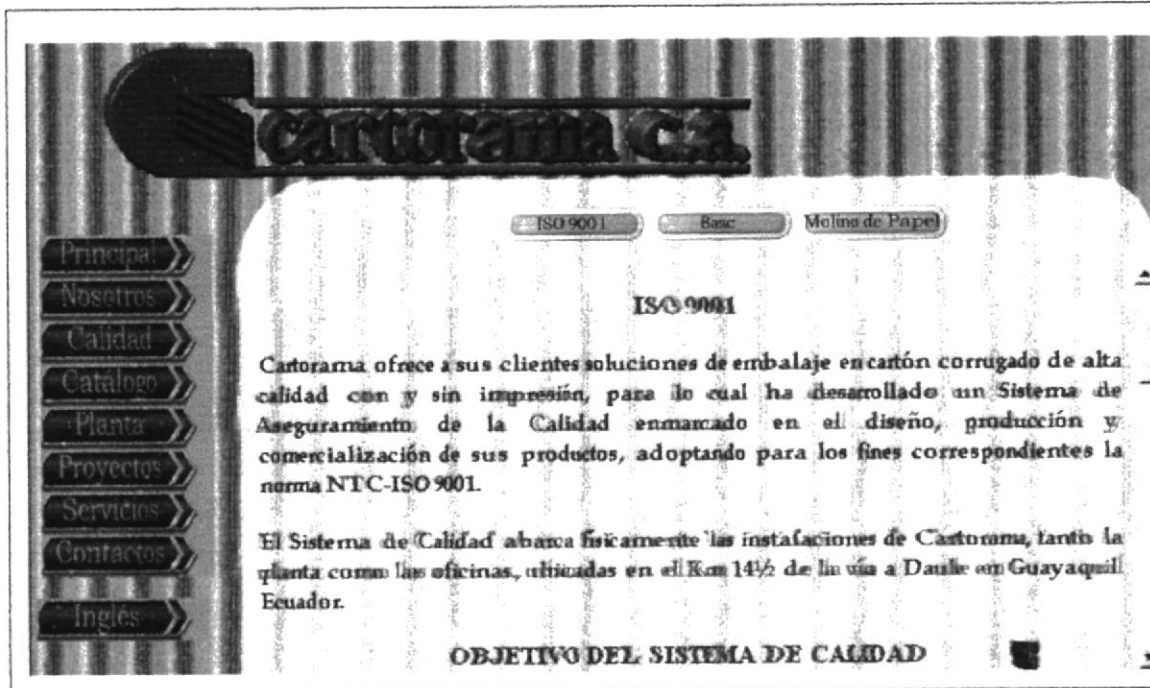 cartorama c.a.
ISO 9001
Basc
Molino de Papel
Principal
Nosotros
Calidad
Catálogo
Planta
Proyectos
Servicios
Contactos
Inglés
ISO 9001
Cartorama ofrece a sus clientes soluciones de embalaje en cartón corrugado de alta
calidad con y sin impresión, para lo cual ha desarrollado un Sistema de
Aseguramiento de la Calidad enmarcado en el diseño, producción y
comercialización de sus productos, adoptando para los fines correspondientes la
norma NTC-ISO 9001.
El Sistema de Calidad abarca físicamente las instalaciones de Cartorama, tanto la
planta como las oficinas, ubicadas en el Km 14½ de la vía a Daule en Guayaquil
Ecuador.
OBJETIVO DEL SISTEMA DE CALIDAD